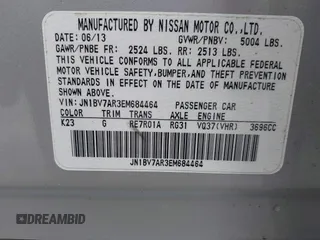 MANUFACTURED BY NISSAN MOTOR CO.,LTD.
DATE: 06/13 GVWR/PNBV: 5004 LBS.
GAWR/PNBE FR: 2524 LBS. RR: 2513 LBS.
THIS VEHICLE CONFORMS TO ALL APPLICABLE FEDERAL
MOTOR VEHICLE SAFETY,BUMPER,AND THEFT PREVENTION
STANDARDS IN EFFECT ON THE DATE OF MANUFACTURE
SHOWN ABOVE.
VIN: JN1BV7AR3EM684464 PASSENGER CAR
COLOR TRIM TRANS AXLE ENGINE
K23 G RE7R01A RG31 VQ37(VHR) 3696CC
JN1BV7AR3EM684464
DREAMBID